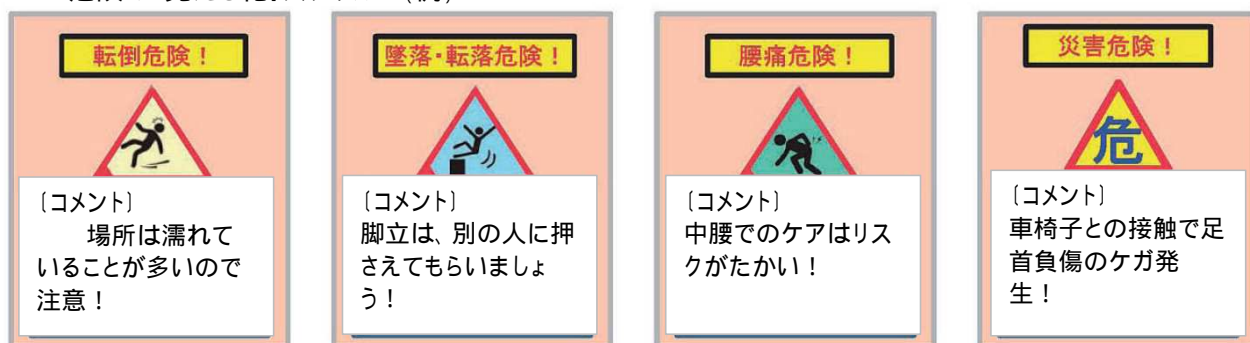 転倒危険！
〔コメント〕
場所は濡れて
いることが多いので
注意！
墜落・転落危険！
〔コメント〕
脚立は、別の人に押
さえてもらいましょ
う！
腰痛危険！
〔コメント〕
中腰でのケアはリス
クがたかい！
災害危険！
危
〔コメント〕
車椅子との接触で足
首負傷のケガ発
生！